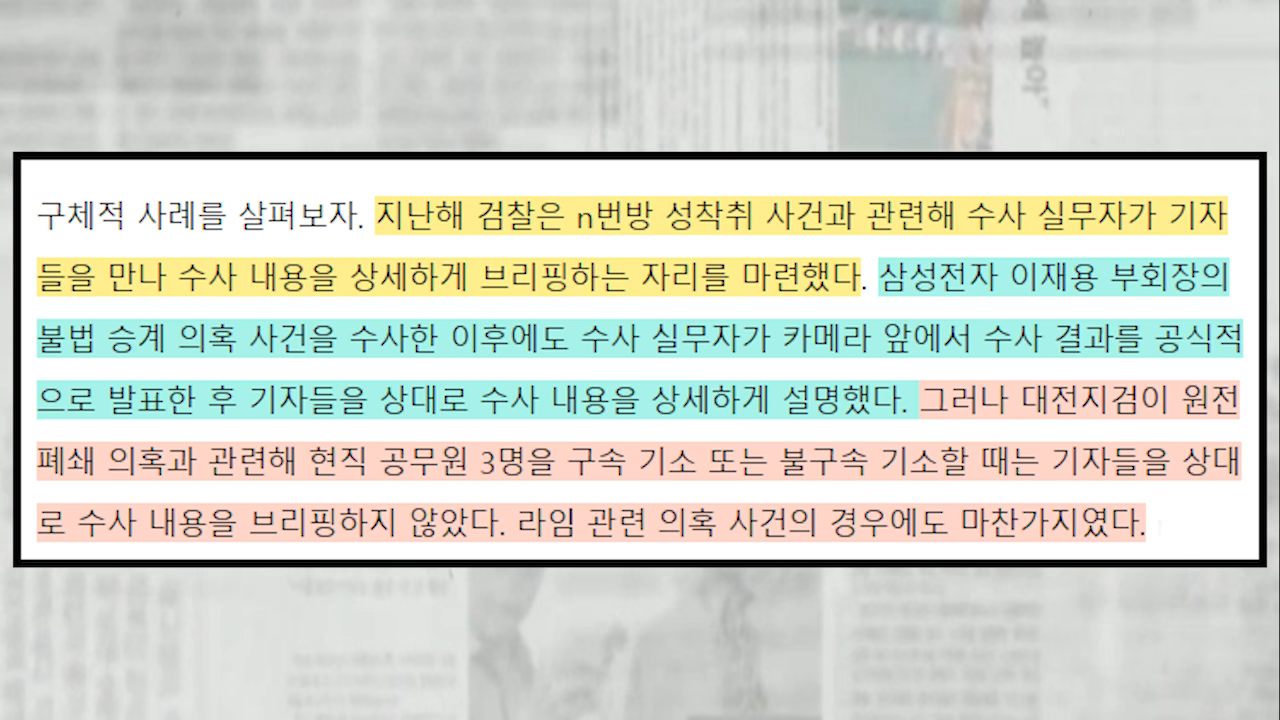 구체적 사례를 살펴보자. 지난해 검찰은 n번방 성착취 사건과 관련해 수사 실무자가 기자
들을 만나 수사 내용을 상세하게 브리핑하는 자리를 마련했다. 삼성전자 이재용 부회장의
불법 승계 의혹 사건을 수사한 이후에도 수사 실무자가 카메라 앞에서 수사 결과를 공식적
으로 발표한 후 기자들을 상대로 수사 내용을 상세하게 설명했다. 그러나 대전지검이 원전
폐쇄 의혹과 관련해 현직 공무원 3명을 구속 기소 또는 불구속 기소할 때는 기자들을 상대
로 수사 내용을 브리핑하지 않았다. 라임 관련 의혹 사건의 경우에도 마찬가지였다.